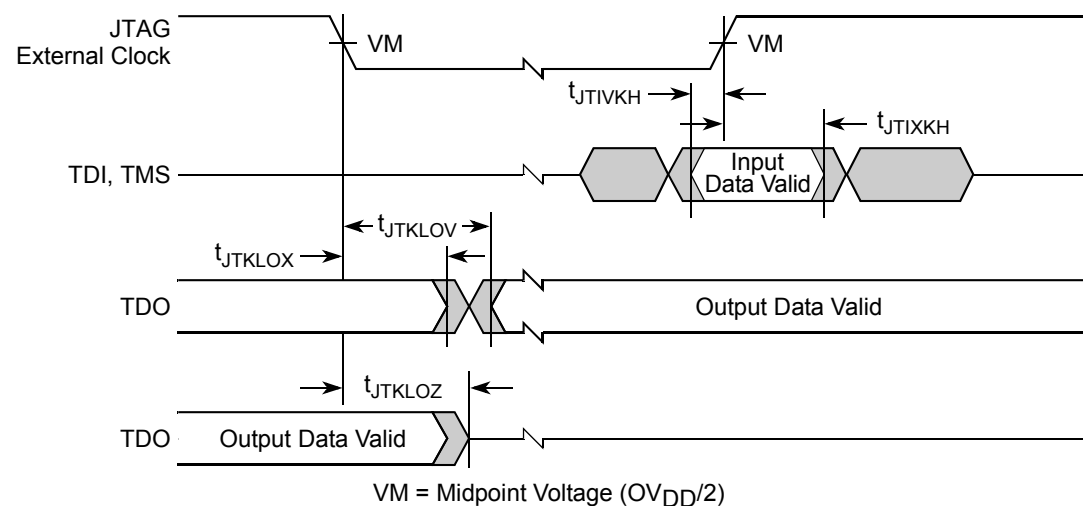 JTAG
External Clock
VM
VM
tJTIVKH
tJTIXKH
TDI, TMS
Input
Data Valid
tJTKLOV
tJTKLOX
TDO
Output Data Valid
tJTKLOZ
TDO
Output Data Valid
VM = Midpoint Voltage (OVDD/2)